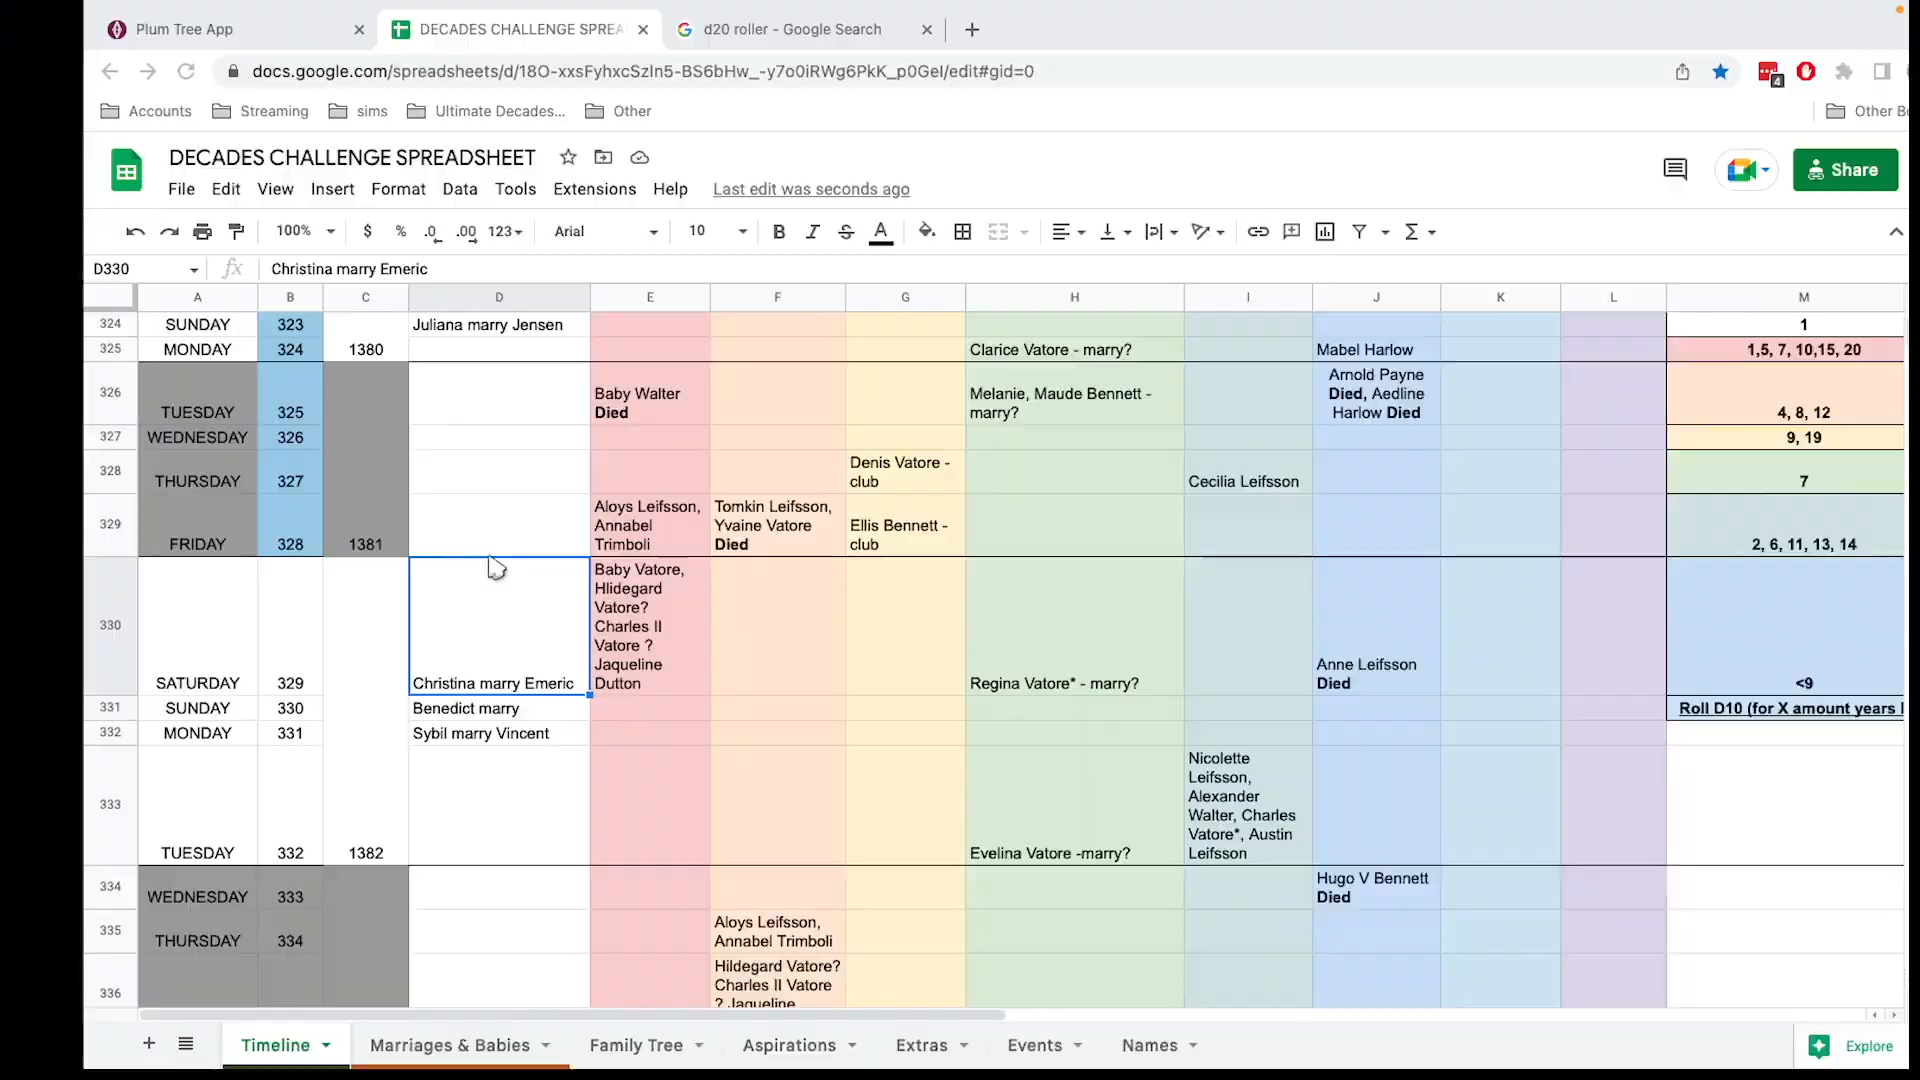 Plum Tree App
DECADES CHALLENGE SPREA
d20 roller - Google Search
docs.google.com/spreadsheets/d/18O-xxsFyhxcSzIn5-BS6bHw_-y7o0iRWg6PkK_p0GeI/edit#gid=0
4
Accounts
Streaming
sims
Ultimate Decades...
Other
Other B
DECADES CHALLENGE SPREADSHEET
File Edit View Insert Format Data Tools Extensions Help
Last edit was seconds ago
Share
100% $ % .0 .00 123 Arial 10 B I S A
D330
fx
Christina marry Emeric
A B C D E F G H I J K L M
324 SUNDAY 323 Juliana marry Jensen 1
325 MONDAY 324 1380 Clarice Vatore - marry? Mabel Harlow 1,5, 7, 10,15, 20
326 TUESDAY 325
Baby Walter
Died
Melanie, Maude Bennett -
marry?
Arnold Payne
Died, Aedline
Harlow Died
4, 8, 12
327 WEDNESDAY 326 9, 19
328 THURSDAY 327
Denis Vatore -
club
Cecilia Leifsson
7
329 FRIDAY 328 1381
Aloys Leifsson,
Annabel
Trimboli
Tomkin Leifsson,
Yvaine Vatore
Died
Ellis Bennett -
club
2, 6, 11, 13, 14
330 SATURDAY 329 Christina marry Emeric
Baby Vatore,
Hlidegard
Vatore?
Charles II
Vatore ?
Jaqueline
Dutton
Regina Vatore* - marry?
Anne Leifsson
Died
<9
331 SUNDAY 330 Benedict marry Roll D10 (for X amount years
332 MONDAY 331 Sybil marry Vincent
333 TUESDAY 332 1382 Evelina Vatore -marry?
Nicolette
Leifsson,
Alexander
Walter, Charles
Vatore*, Austin
Leifsson
334 WEDNESDAY 333
Hugo V Bennett
Died
335 THURSDAY 334
Aloys Leifsson,
Annabel Trimboli
336
Hildegard Vatore?
Charles II Vatore
? Jaqueline
Timeline
Marriages & Babies
Family Tree
Aspirations
Extras
Events
Names
Explore